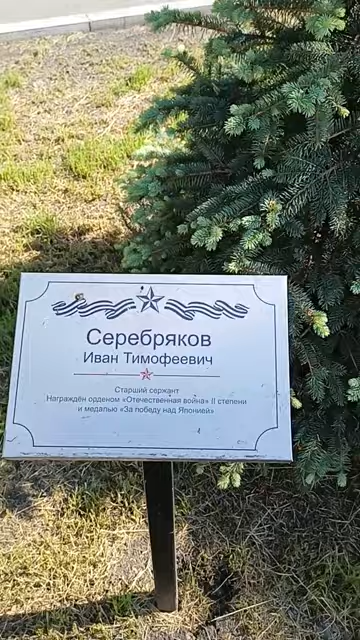 Серебряков
Иван Тимофеевич
Старший сержант
Награждён орденом «Отечественная война» II степени
и медалью «За победу над Японией»